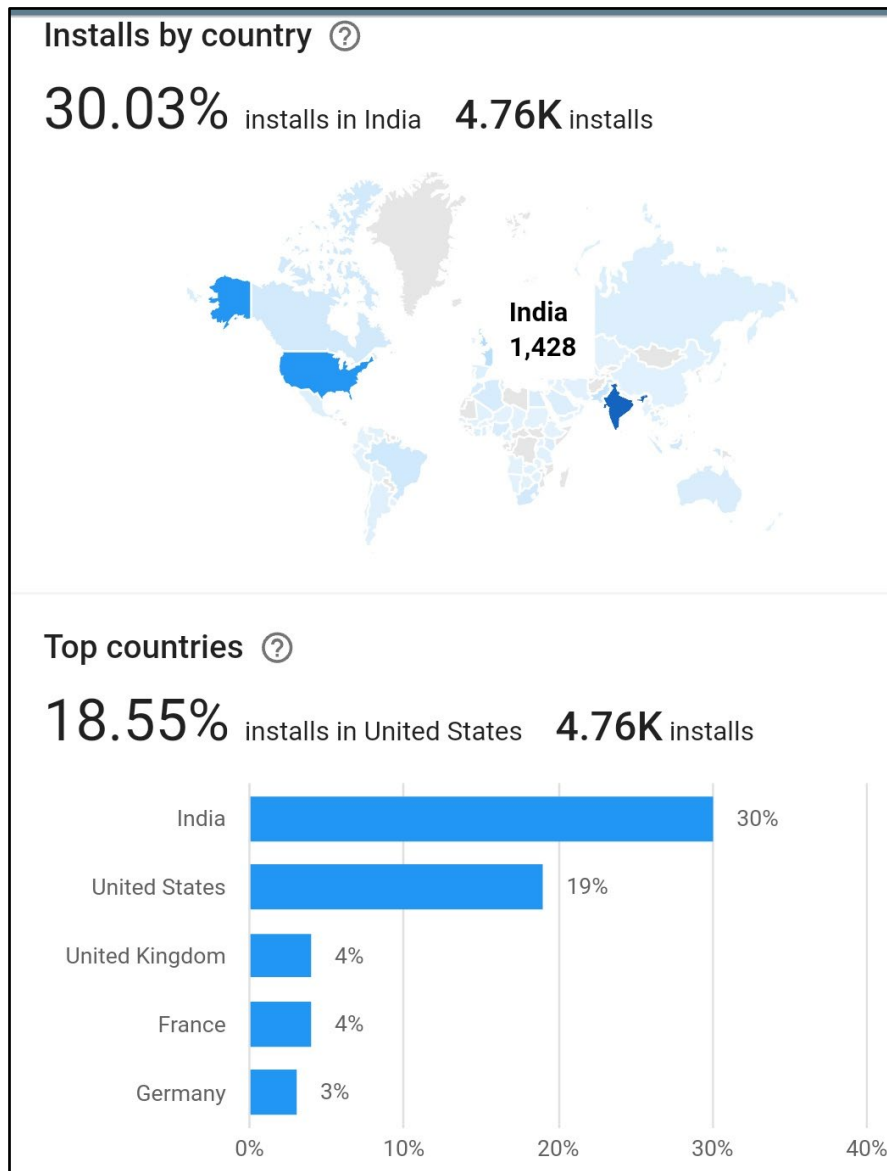 Installs by country ?
30.03% installs in India 4.76K installs
India
1,428
Top countries ?
18.55% installs in United States 4.76K installs
India 30%
United States 19%
United Kingdom 4%
France 4%
Germany 3%
0% 10% 20% 30% 40%